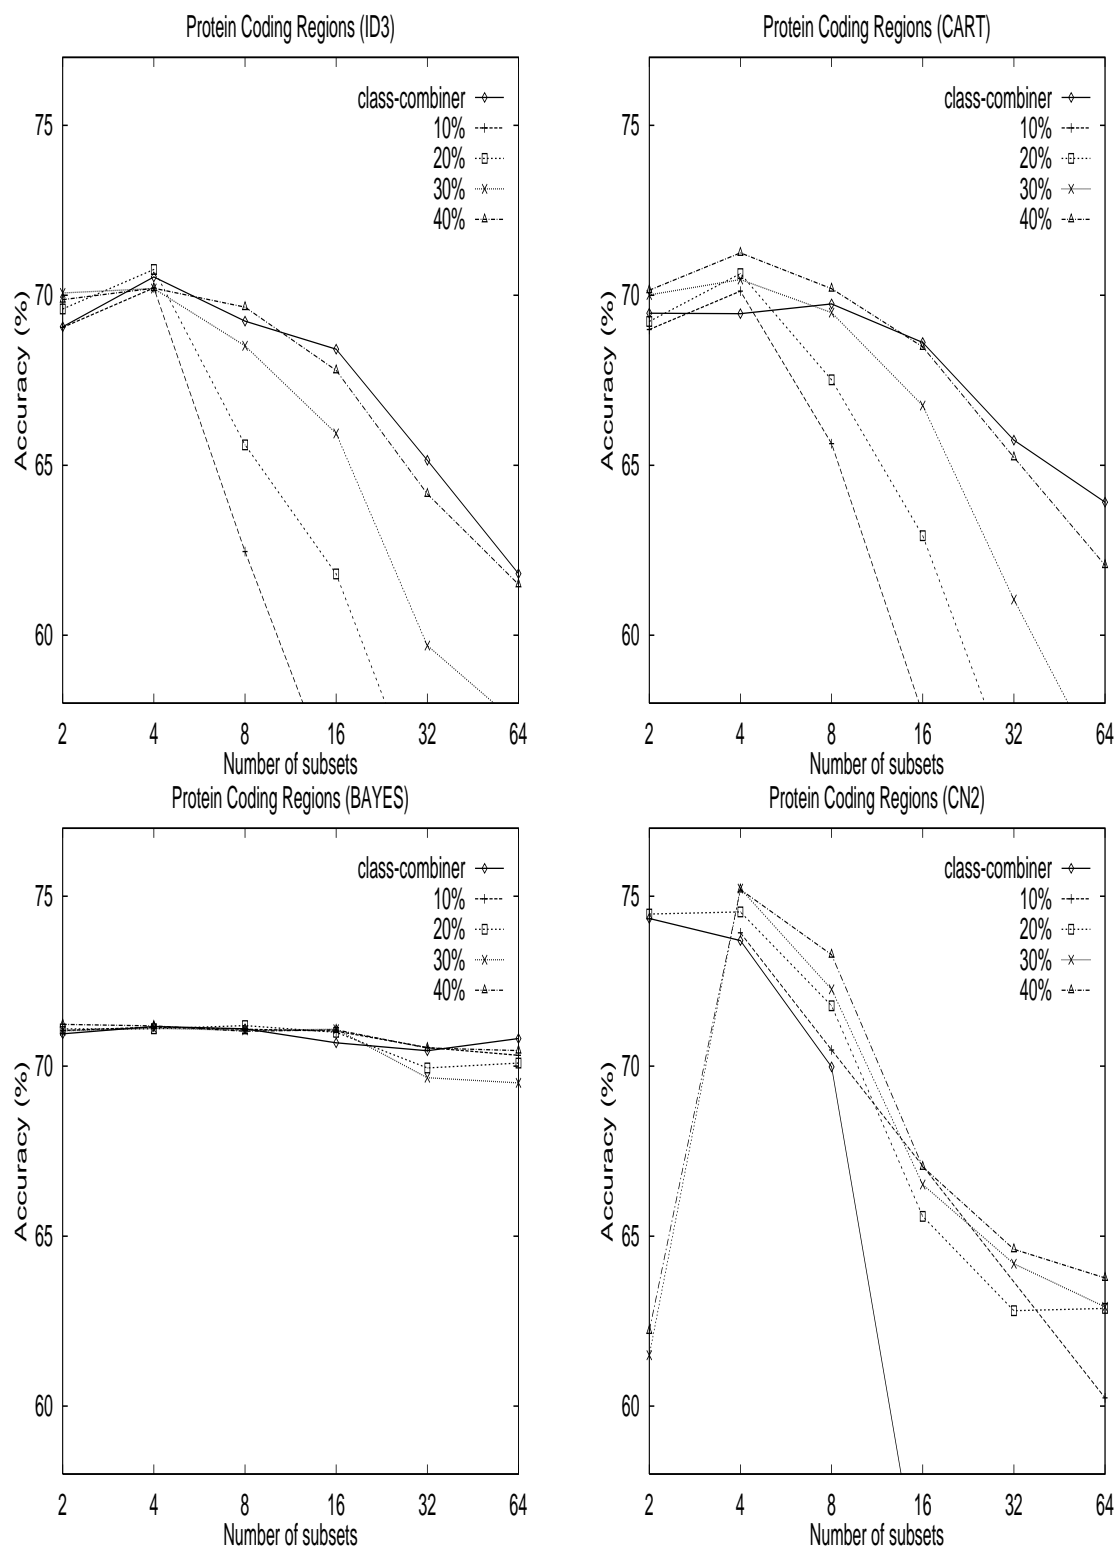 Protein Coding Regions (ID3)
class-combiner
10%
20%
30%
40%
75
70
65
60
Accuracy (%)
2 4 8 16 32 64
Number of subsets
Protein Coding Regions (CART)
class-combiner
10%
20%
30%
40%
75
70
65
60
Accuracy (%)
2 4 8 16 32 64
Number of subsets
Protein Coding Regions (BAYES)
class-combiner
10%
20%
30%
40%
75
70
65
60
Accuracy (%)
2 4 8 16 32 64
Number of subsets
Protein Coding Regions (CN2)
class-combiner
10%
20%
30%
40%
75
70
65
60
Accuracy (%)
2 4 8 16 32 64
Number of subsets